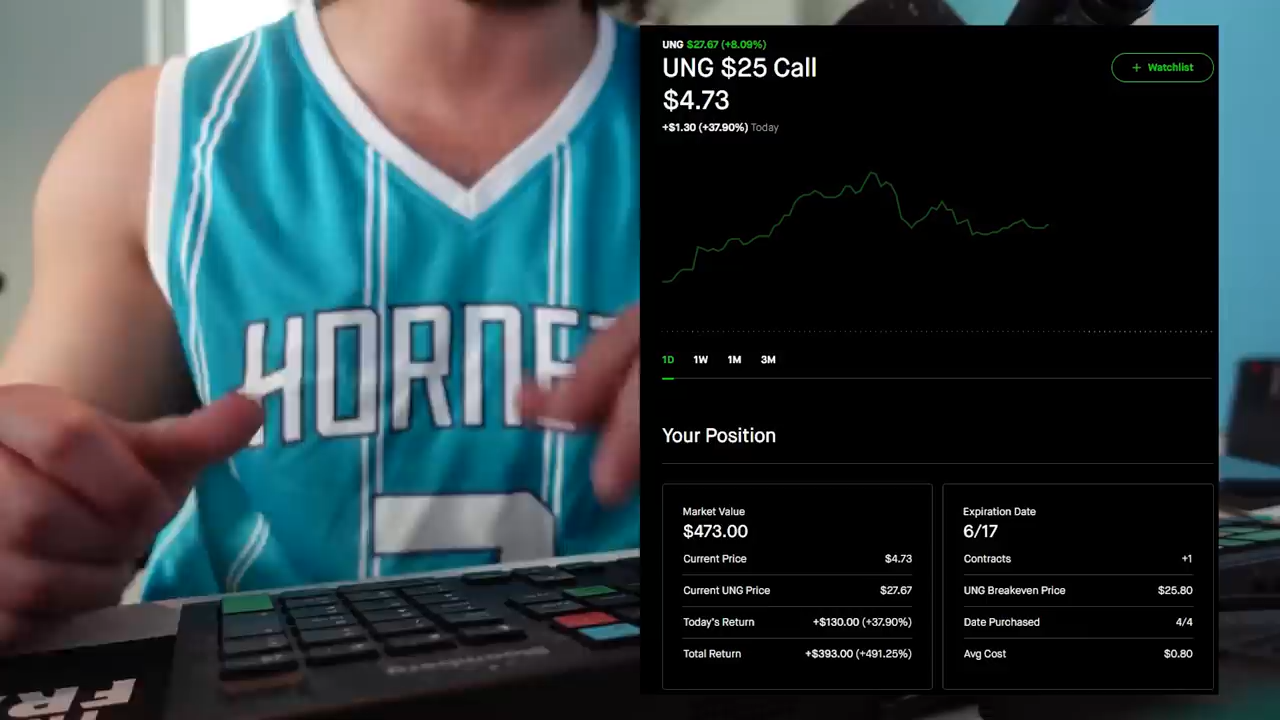 HORNE
UNG $27.67 (+8.09%)
UNG $25 Call
$4.73
+$1.30 (+37.90%) Today
+ Watchlist
1D 1W 1M 3M
Your Position
Market Value
$473.00
Current Price $4.73
Current UNG Price $27.67
Today's Return +$130.00 (+37.90%)
Total Return +$393.00 (+491.25%)
Expiration Date
6/17
Contracts +1
UNG Breakeven Price $25.80
Date Purchased 4/4
Avg Cost $0.80